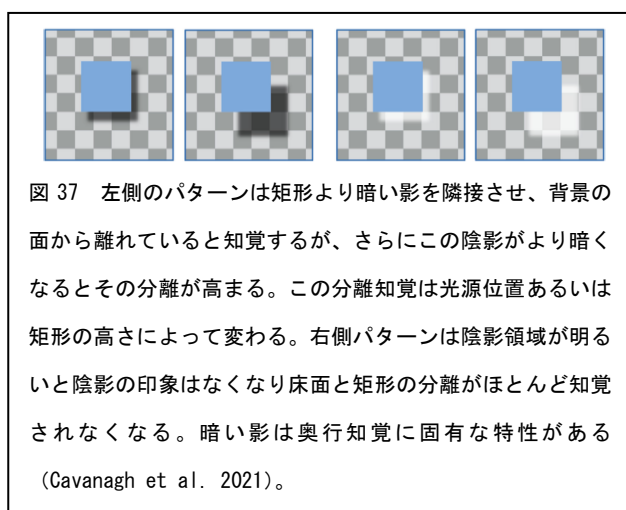 図 37　左側のパターンは矩形より暗い影を隣接させ、背景の
面から離れていると知覚するが、さらにこの陰影がより暗く
なるとその分離が高まる。この分離知覚は光源位置あるいは
矩形の高さによって変わる。右側パターンは陰影領域が明る
いと陰影の印象はなくなり床面と矩形の分離がほとんど知覚
されなくなる。暗い影は奥行知覚に固有な特性がある
（Cavanagh et al. 2021）。